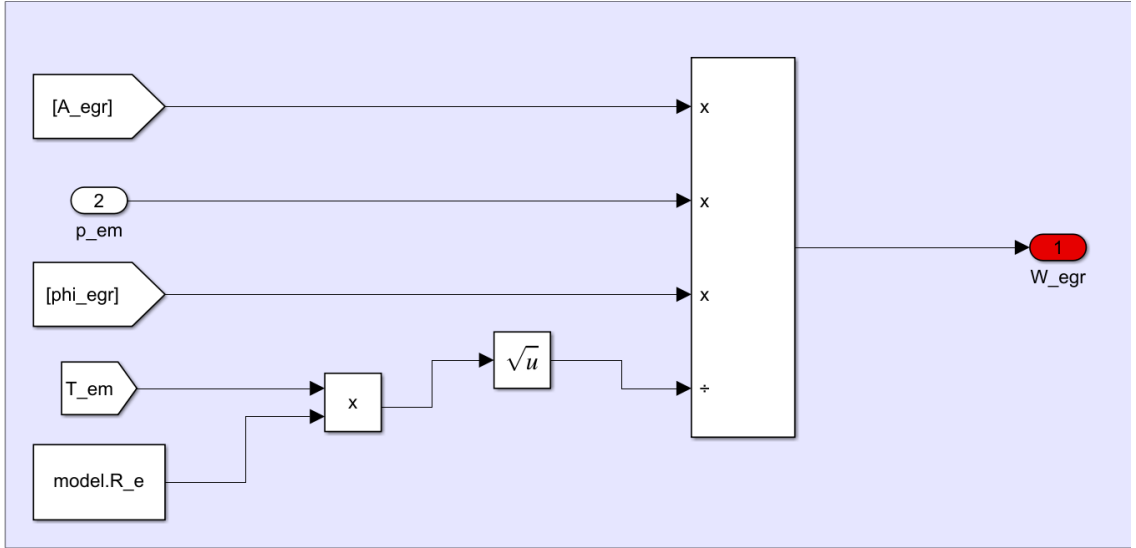 [A_egr]
x
2
x
p_em
1
W_egr
[phi_egr]
x
√u
T_em
x
÷
model.R_e